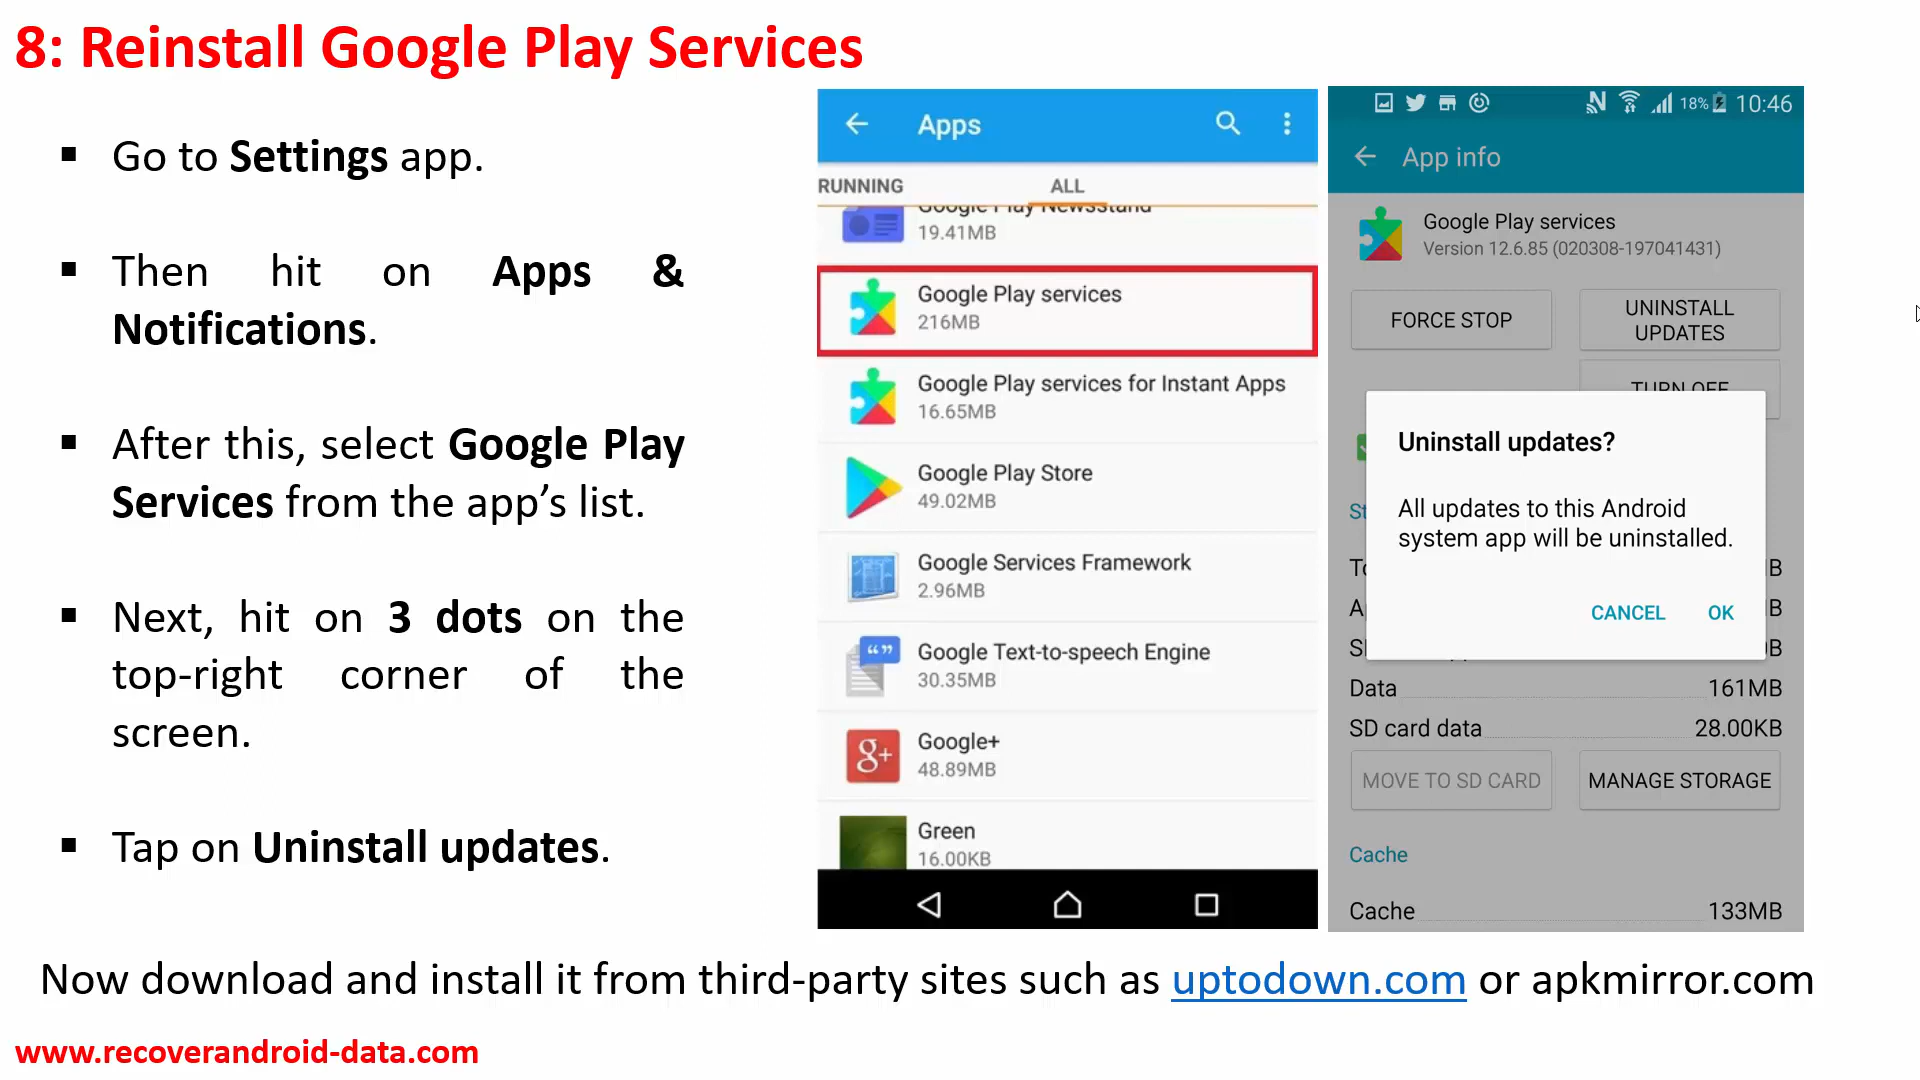 8: Reinstall Google Play Services
▪ Go to Settings app.
▪ Then hit on Apps &
Notifications.
▪ After this, select Google Play
Services from the app’s list.
▪ Next, hit on 3 dots on the
top-right corner of the
screen.
▪ Tap on Uninstall updates.
Apps
RUNNING ALL
Google Play Newsstand
19.41MB
Google Play services
216MB
Google Play services for Instant Apps
16.65MB
Google Play Store
49.02MB
Google Services Framework
2.96MB
Google Text-to-speech Engine
30.35MB
g+ Google+
48.89MB
Green
16.00KB
18% 10:46
App info
Google Play services
Version 12.6.85 (020308-197041431)
FORCE STOP
UNINSTALL
UPDATES
TURN OFF
Uninstall updates?
All updates to this Android
system app will be uninstalled.
CANCEL OK
Data 161MB
SD card data 28.00KB
MOVE TO SD CARD MANAGE STORAGE
Cache
Cache 133MB
Now download and install it from third-party sites such as uptodown.com or apkmirror.com
www.recoverandroid-data.com